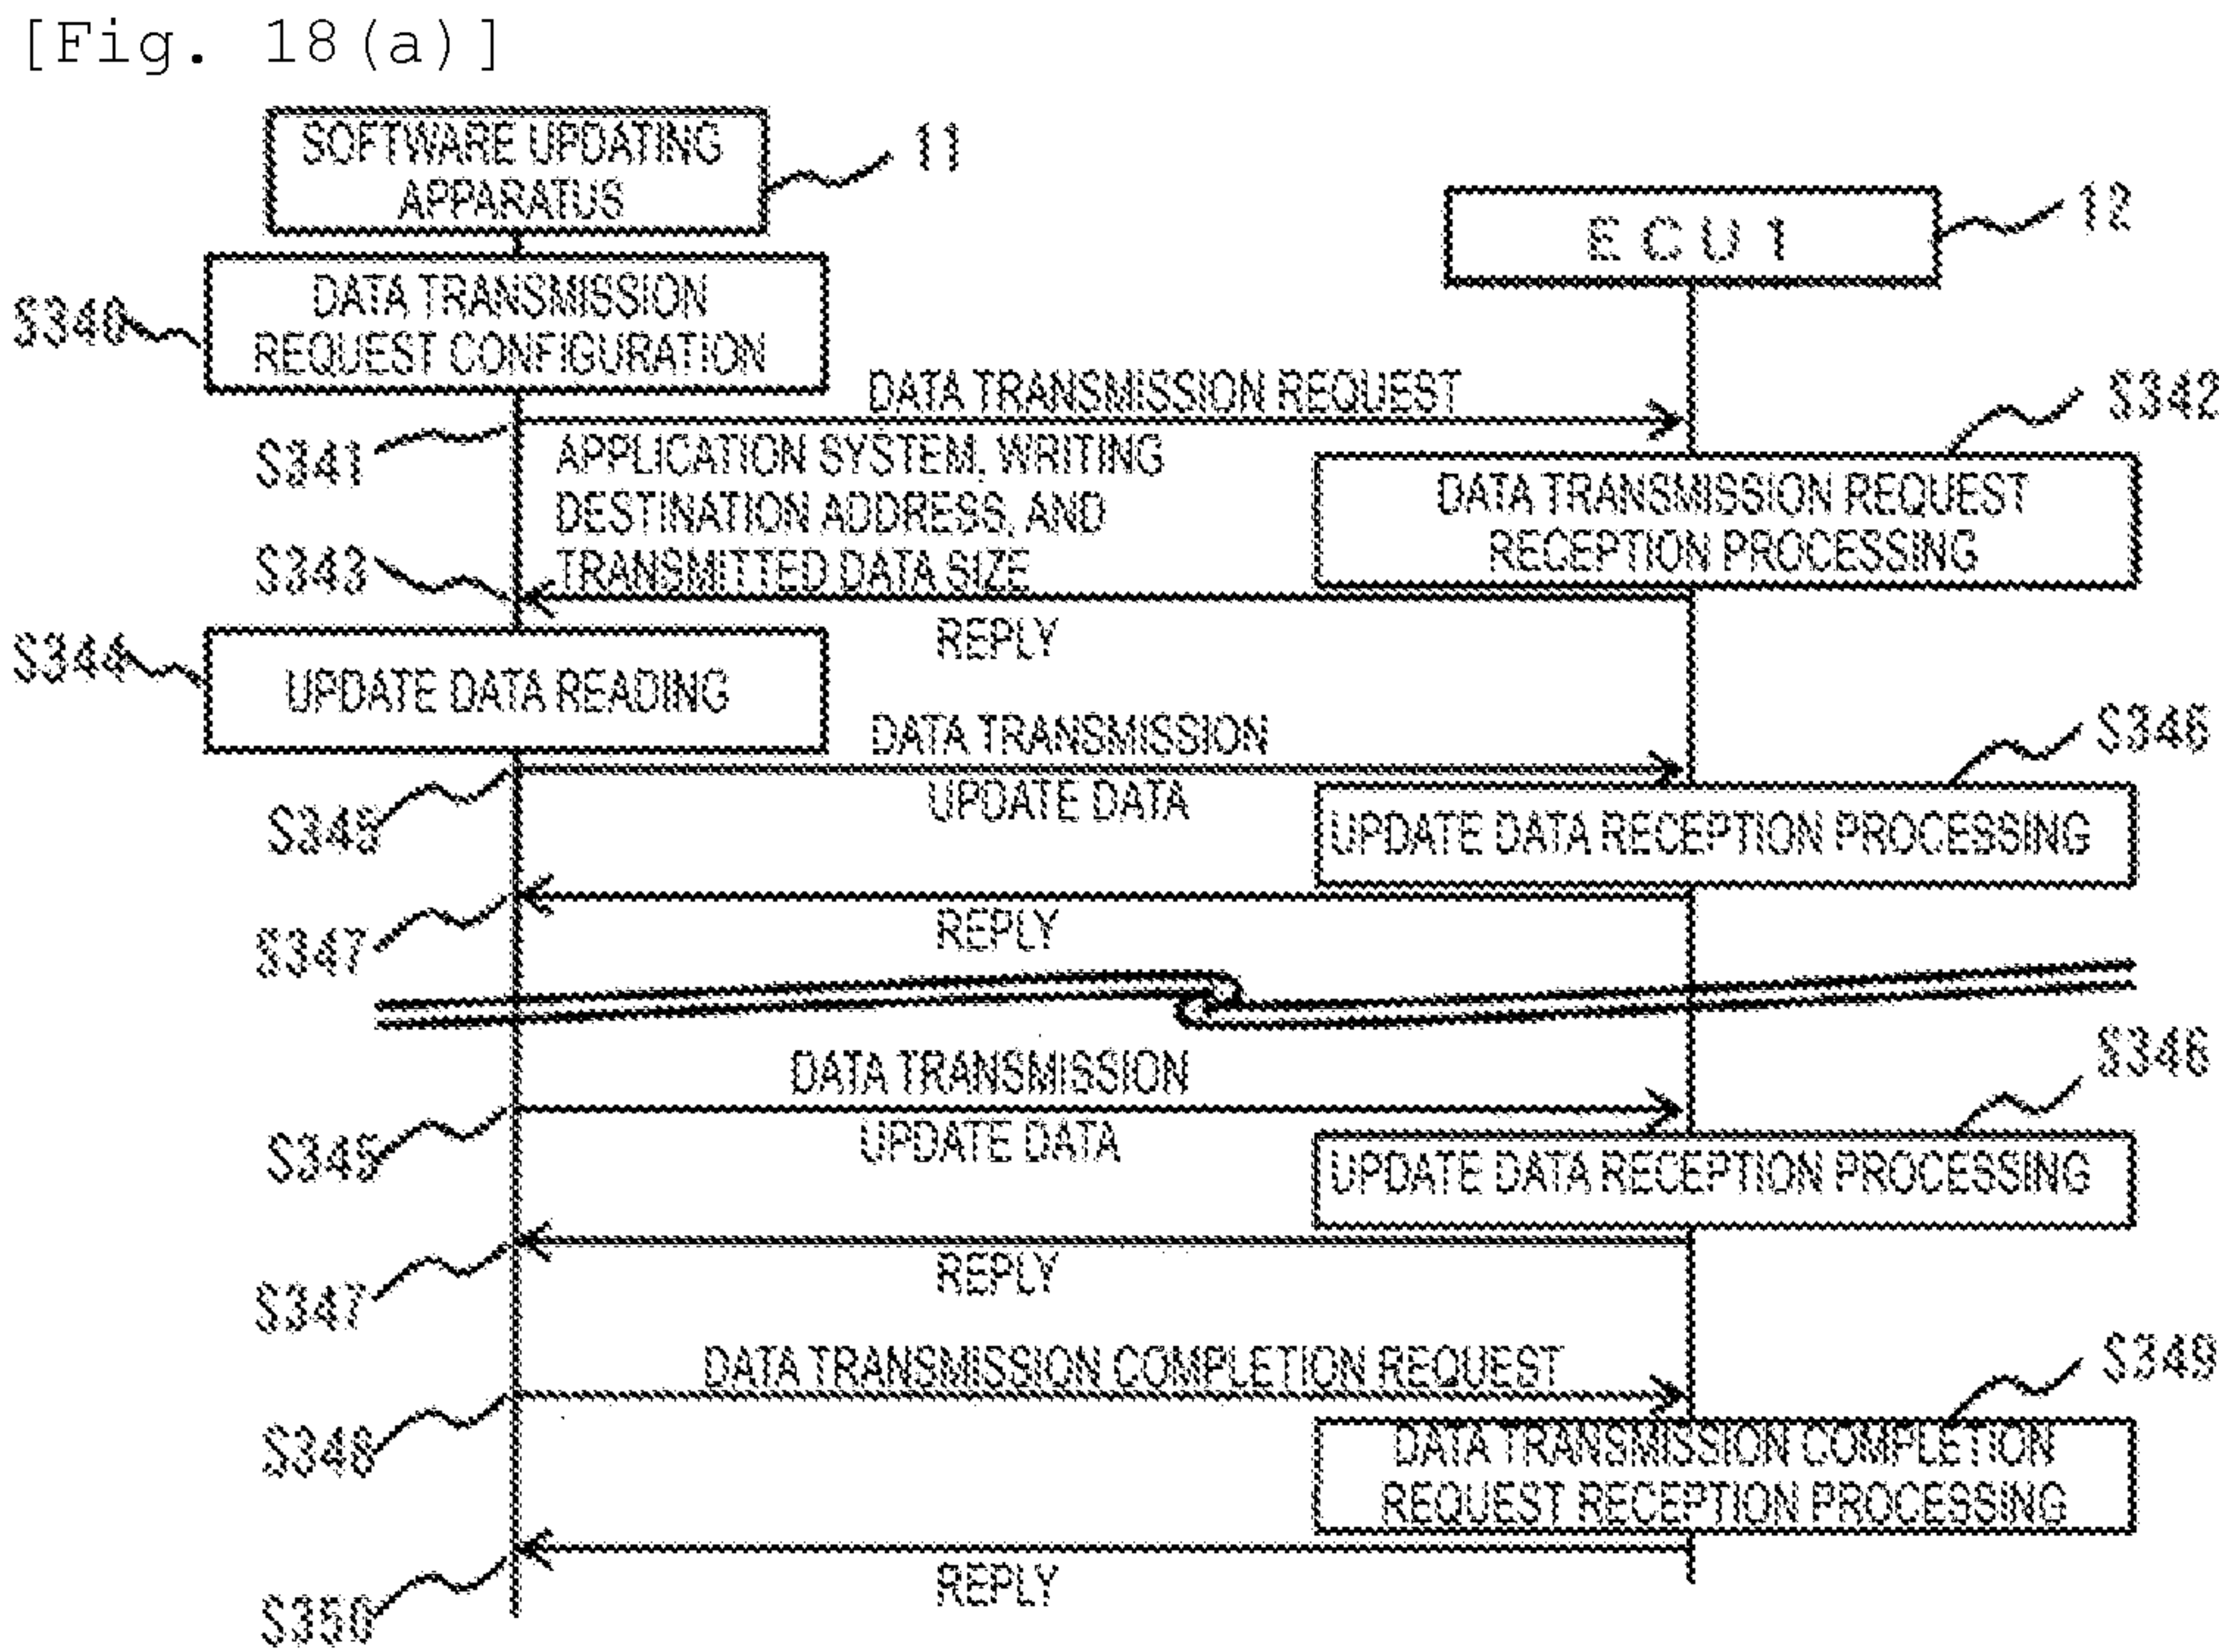 [Fig. 18(a)]
SOFTWARE UPDATING
APPARATUS
11
ECU1
12
S340
DATA TRANSMISSION
REQUEST CONFIGURATION
DATA TRANSMISSION REQUEST
S341
APPLICATION SYSTEM, WRITING
DESTINATION ADDRESS, AND
TRANSMITTED DATA SIZE
S342
DATA TRANSMISSION REQUEST
RECEPTION PROCESSING
S343
REPLY
S344
UPDATE DATA READING
DATA TRANSMISSION
S345
UPDATE DATA
S346
UPDATE DATA RECEPTION PROCESSING
S347
REPLY
DATA TRANSMISSION
S345
UPDATE DATA
S346
UPDATE DATA RECEPTION PROCESSING
S347
REPLY
DATA TRANSMISSION COMPLETION REQUEST
S348
S349
DATA TRANSMISSION COMPLETION
REQUEST RECEPTION PROCESSING
S350
REPLY